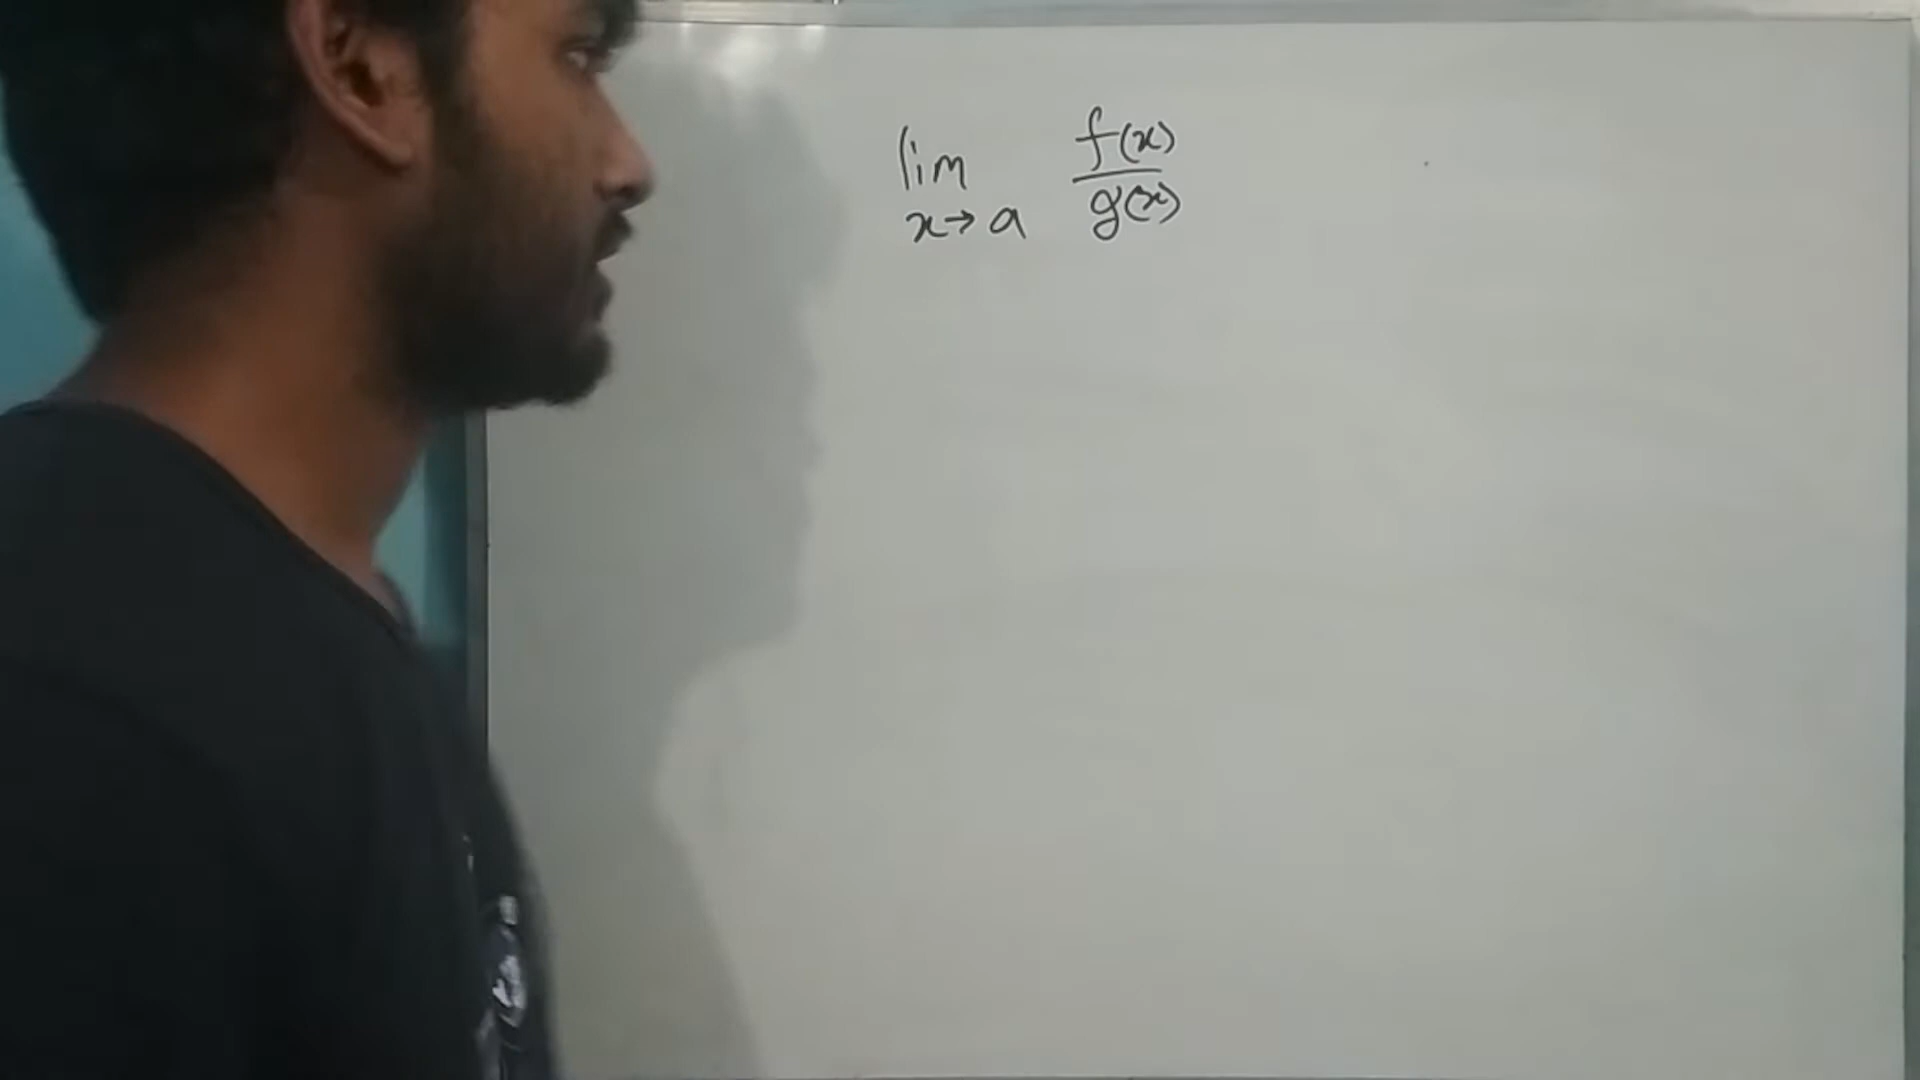 lim f(x)/g(x)
x→a